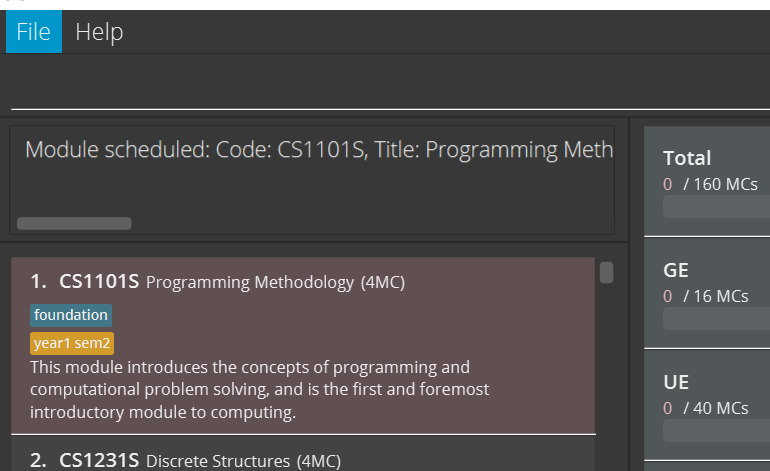 File Help
Module scheduled: Code: CS1101S, Title: Programming Meth
Total
0 / 160 MCs
GE
0 / 16 MCs
UE
0 / 40 MCs
1. CS1101S Programming Methodology (4MC)
foundation
year1 sem2
This module introduces the concepts of programming and
computational problem solving, and is the first and foremost
introductory module to computing.
2. CS1231S Discrete Structures (4MC)